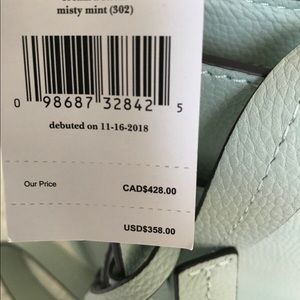 misty mint (302)
0 98687 32842 5
debuted on 11-16-2018
Our Price CAD$428.00
USD$358.00